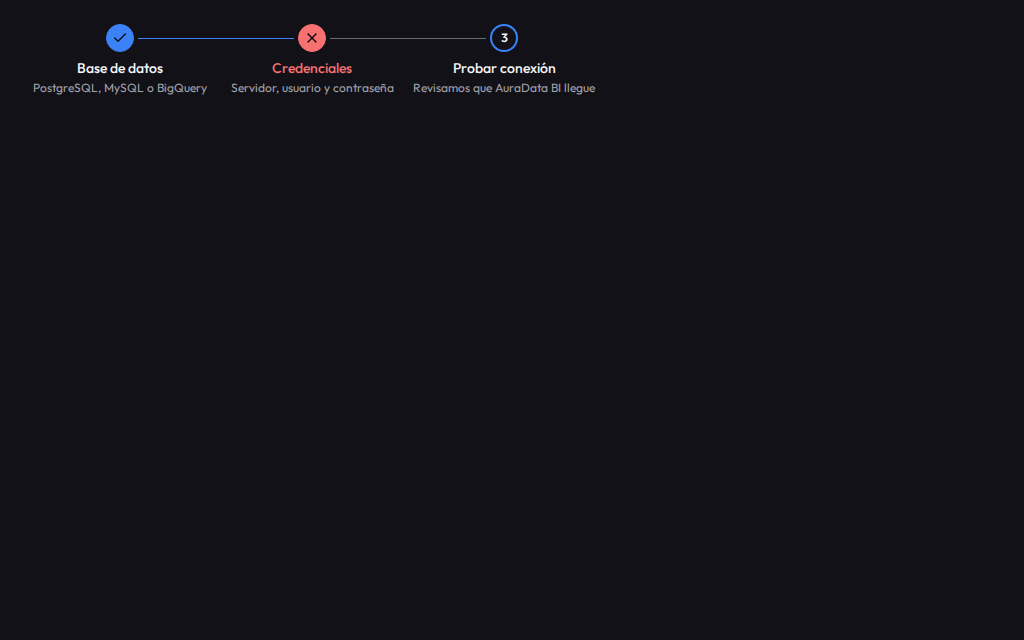 3
Base de datos
PostgreSQL, MySQL o BigQuery
Credenciales
Servidor, usuario y contraseña
Probar conexión
Revisamos que AuraData BI llegue